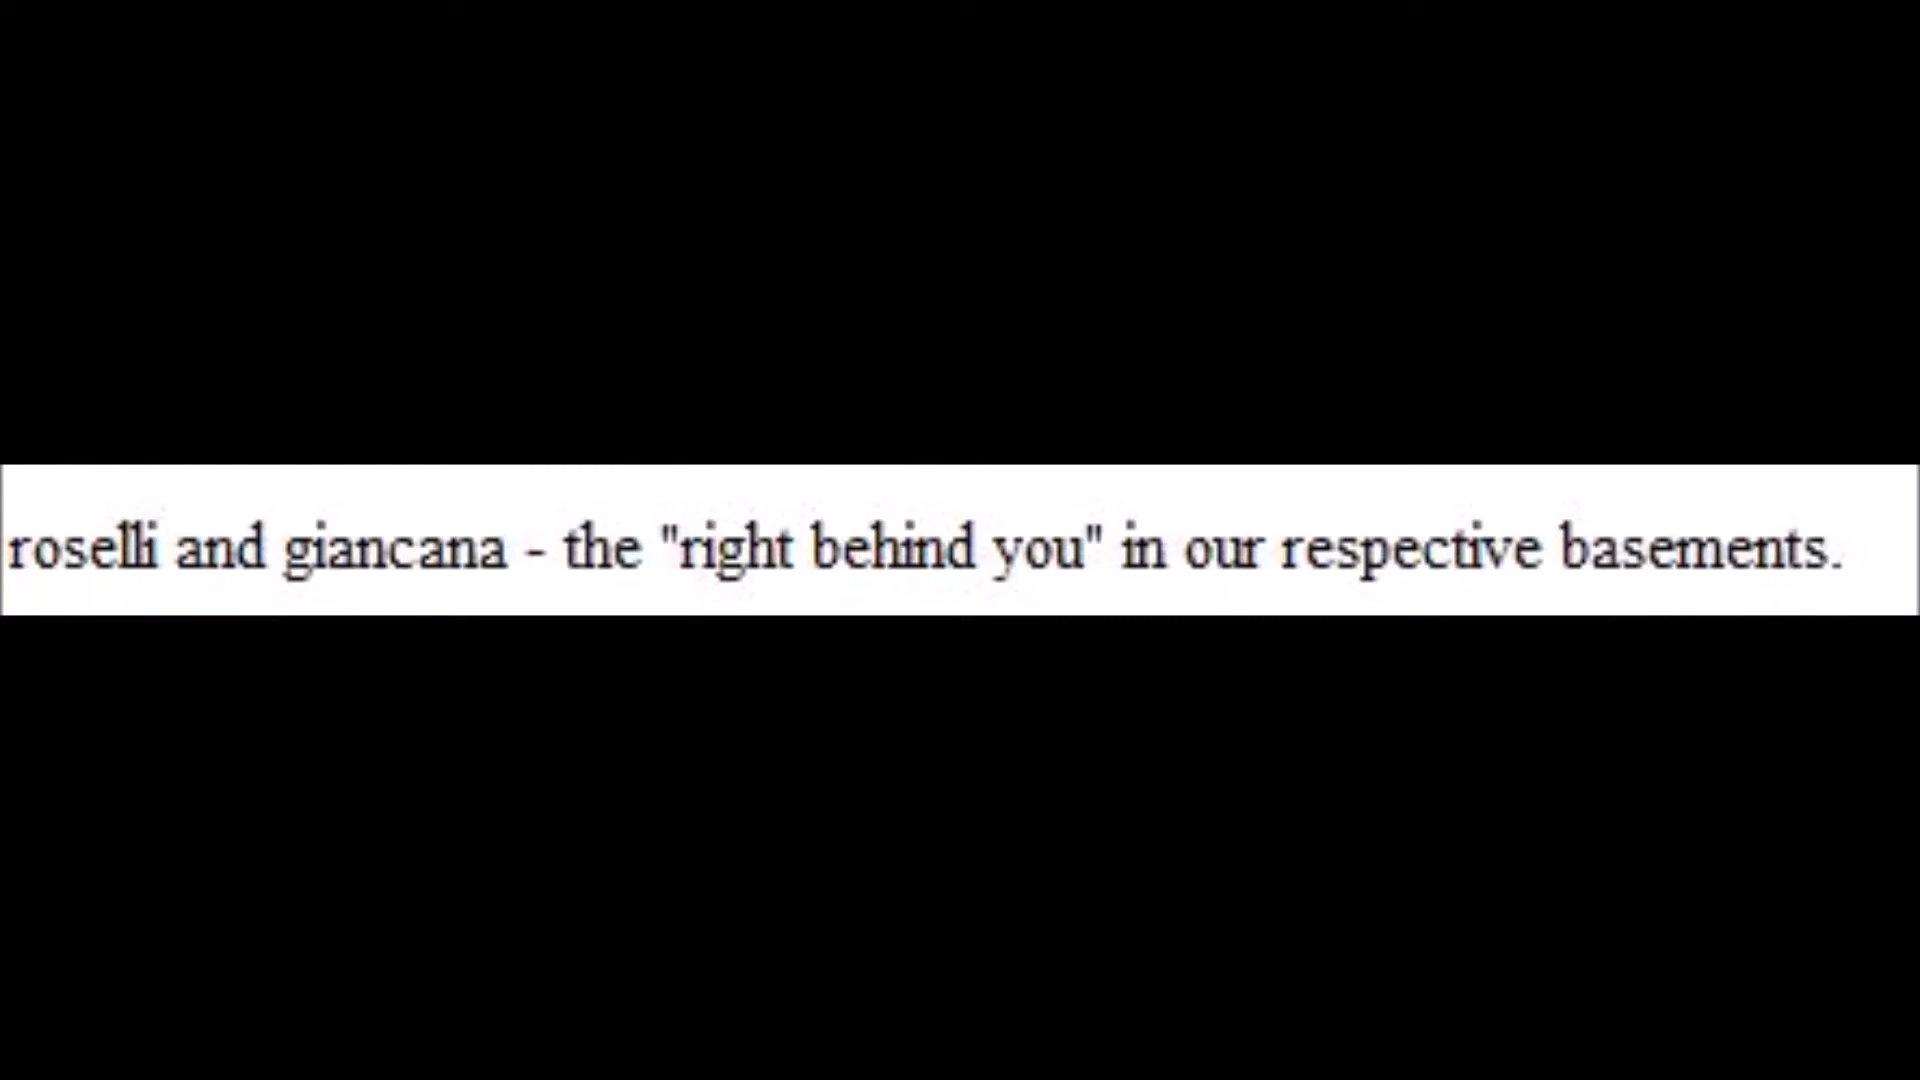 roselli and giancana - the "right behind you" in our respective basements.